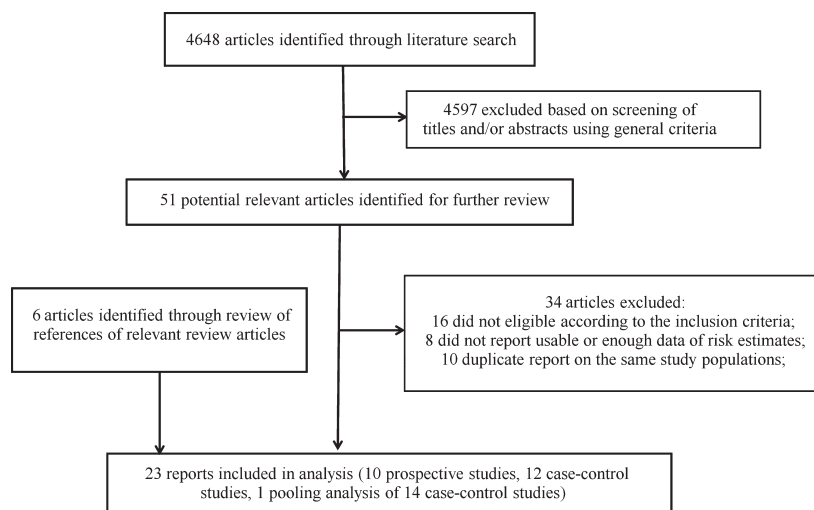 4648 articles identified through literature search
4597 excluded based on screening of
titles and/or abstracts using general criteria
51 potential relevant articles identified for further review
6 articles identified through review of
references of relevant review articles
34 articles excluded:
16 did not eligible according to the inclusion criteria;
8 did not report usable or enough data of risk estimates;
10 duplicate report on the same study populations;
23 reports included in analysis (10 prospective studies, 12 case-control
studies, 1 pooling analysis of 14 case-control studies)